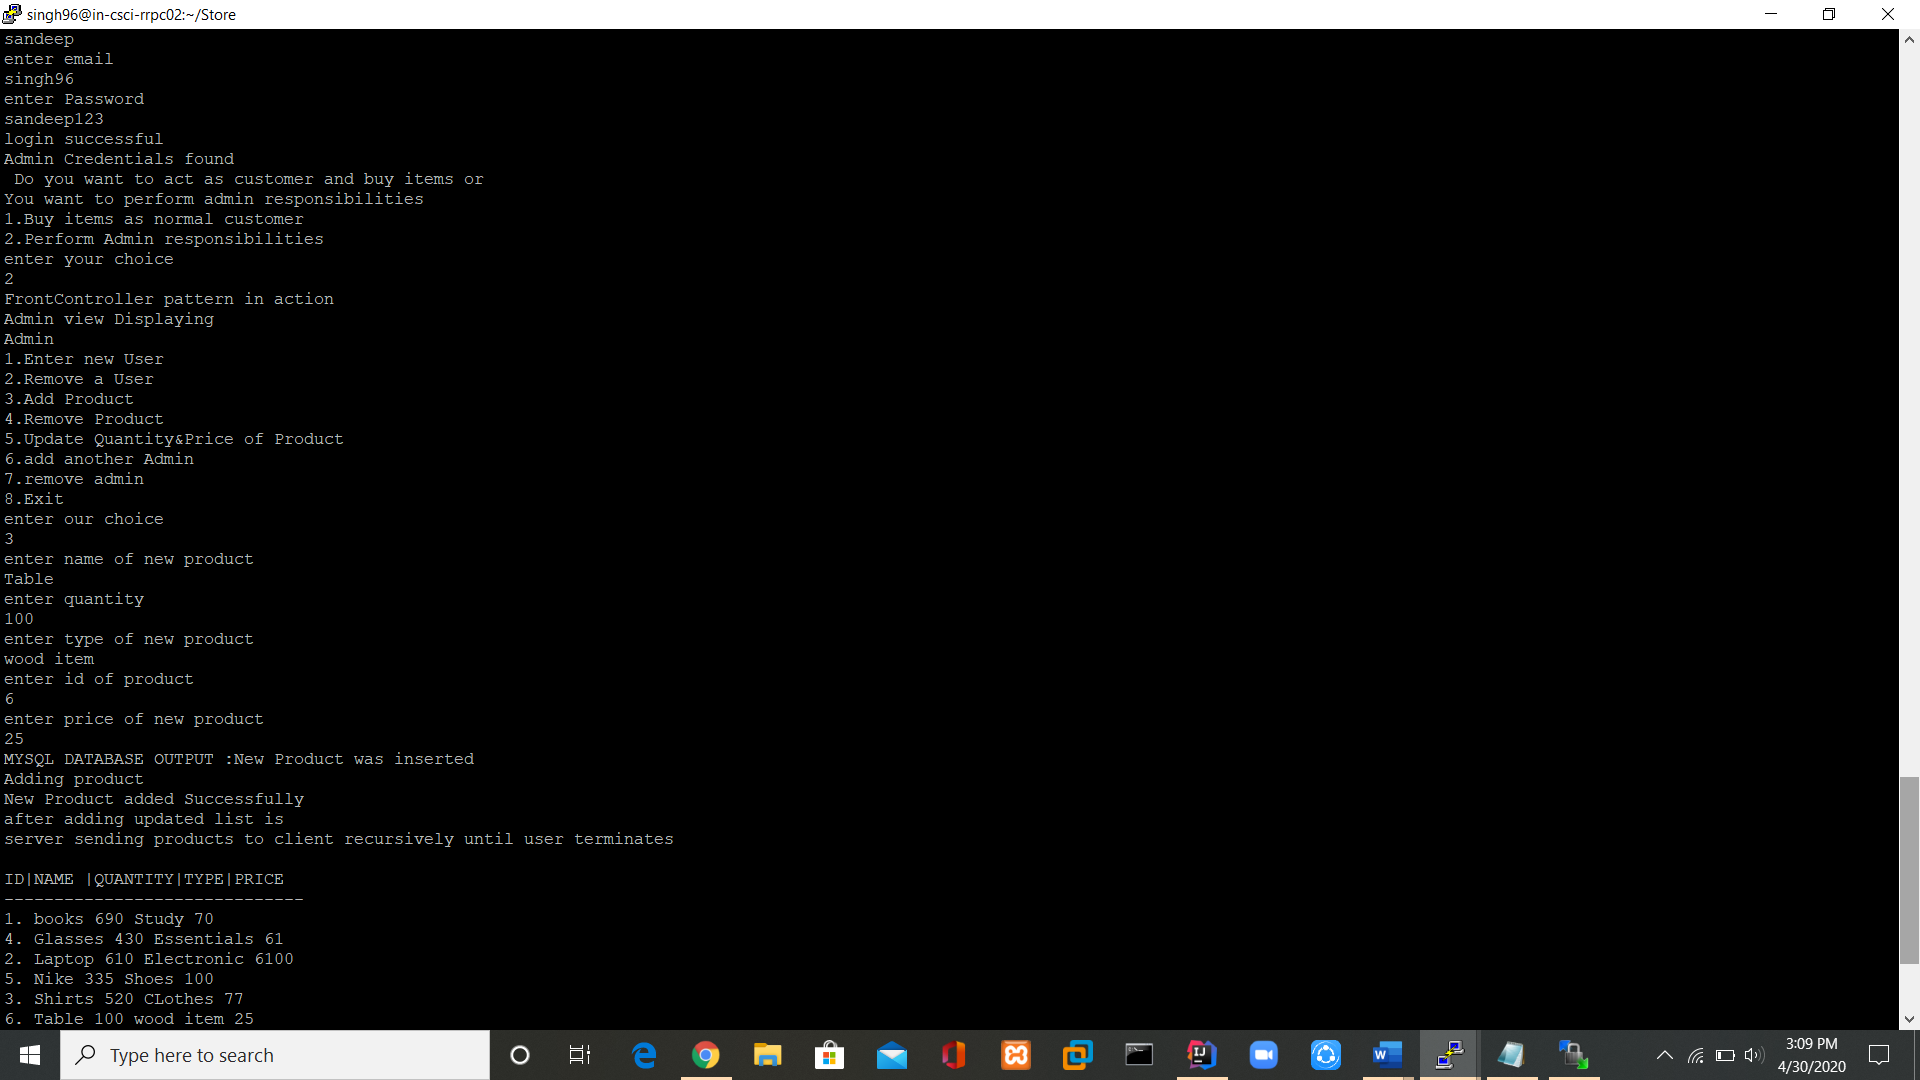 singh96@in-csci-rrpc02:~/Store
sandeep
enter email
singh96
enter Password
sandeep123
login successful
Admin Credentials found
 Do you want to act as customer and buy items or
You want to perform admin responsibilities
1.Buy items as normal customer
2.Perform Admin responsibilities
enter your choice
2
FrontController pattern in action
Admin view Displaying
Admin
1.Enter new User
2.Remove a User
3.Add Product
4.Remove Product
5.Update Quantity&Price of Product
6.add another Admin
7.remove admin
8.Exit
enter our choice
3
enter name of new product
Table
enter quantity
100
enter type of new product
wood item
enter id of product
6
enter price of new product
25
MYSQL DATABASE OUTPUT :New Product was inserted
Adding product
New Product added Successfully
after adding updated list is
server sending products to client recursively until user terminates
ID|NAME |QUANTITY|TYPE|PRICE
------------------------------
1. books 690 Study 70
4. Glasses 430 Essentials 61
2. Laptop 610 Electronic 6100
5. Nike 335 Shoes 100
3. Shirts 520 CLothes 77
6. Table 100 wood item 25
Type here to search
3:09 PM
4/30/2020